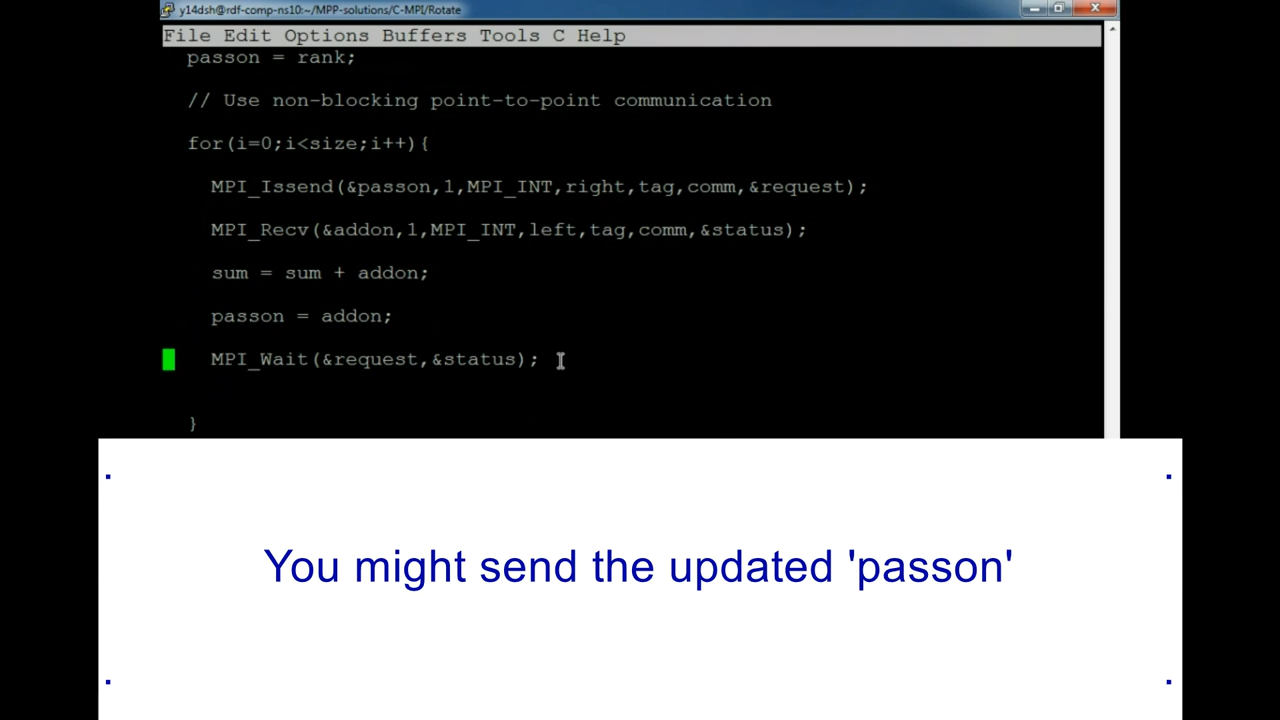 y14dsh@rdf-comp-ns10:~/MPP-solutions/C-MPI/Rotate
File Edit Options Buffers Tools C Help
passon = rank;
// Use non-blocking point-to-point communication
for(i=0;i<size;i++){
MPI_Issend(&passon,1,MPI_INT,right,tag,comm,&request);
MPI_Recv(&addon,1,MPI_INT,left,tag,comm,&status);
sum = sum + addon;
passon = addon;
MPI_Wait(&request,&status);
}
You might send the updated 'passon'